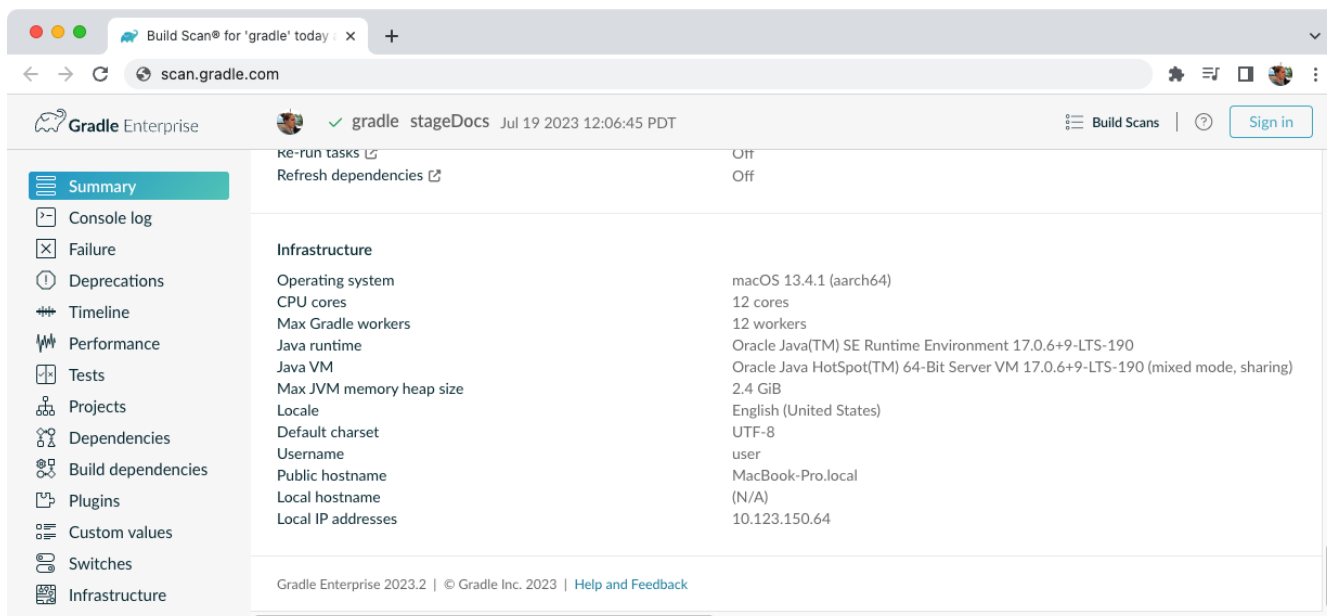 Build Scan® for 'gradle' today
scan.gradle.com
Gradle Enterprise
gradle stageDocs Jul 19 2023 12:06:45 PDT
Build Scans
Sign in
Summary
Console log
Failure
Deprecations
Timeline
Performance
Tests
Projects
Dependencies
Build dependencies
Plugins
Custom values
Switches
Infrastructure
Re-run tasks Off
Refresh dependencies Off
Infrastructure
Operating system macOS 13.4.1 (aarch64)
CPU cores 12 cores
Max Gradle workers 12 workers
Java runtime Oracle Java(TM) SE Runtime Environment 17.0.6+9-LTS-190
Java VM Oracle Java HotSpot(TM) 64-Bit Server VM 17.0.6+9-LTS-190 (mixed mode, sharing)
Max JVM memory heap size 2.4 GiB
Locale English (United States)
Default charset UTF-8
Username user
Public hostname MacBook-Pro.local
Local hostname (N/A)
Local IP addresses 10.123.150.64
Gradle Enterprise 2023.2 | © Gradle Inc. 2023 | Help and Feedback